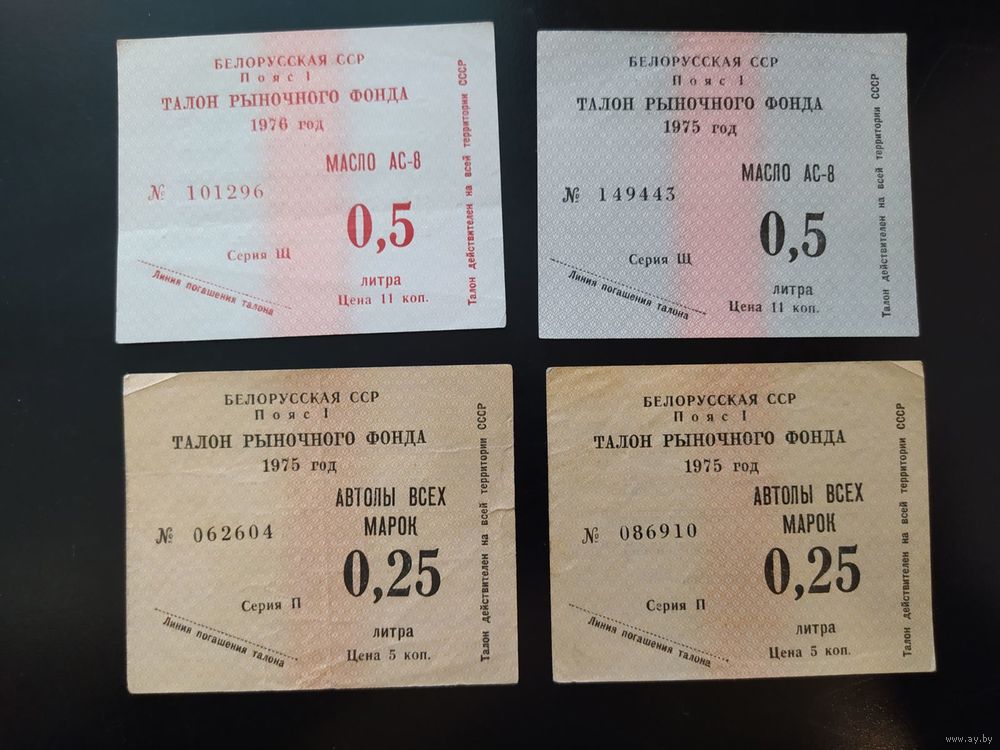 БЕЛОРУССКАЯ ССР
Пояс I
ТАЛОН РЫНОЧНОГО ФОНДА
1976 год
МАСЛО АС-8
№ 101296
0,5
Серия Щ
литра
Линия погашения талона
Цена 11 коп.
Талон действителен на всей территории СССР
БЕЛОРУССКАЯ ССР
Пояс I
ТАЛОН РЫНОЧНОГО ФОНДА
1975 год
МАСЛО АС-8
№ 149443
0,5
Серия Щ
литра
Линия погашения талона
Цена 11 коп.
Талон действителен на всей территории СССР
БЕЛОРУССКАЯ ССР
Пояс I
ТАЛОН РЫНОЧНОГО ФОНДА
1975 год
АВТОЛЫ ВСЕХ
МАРОК
№ 062604
0,25
Серия П
литра
Линия погашения талона
Цена 5 коп.
Талон действителен на всей территории СССР
БЕЛОРУССКАЯ ССР
Пояс I
ТАЛОН РЫНОЧНОГО ФОНДА
1975 год
АВТОЛЫ ВСЕХ
МАРОК
№ 086910
0,25
Серия П
литра
Линия погашения талона
Цена 5 коп.
Талон действителен на всей территории СССР
www.ay.by